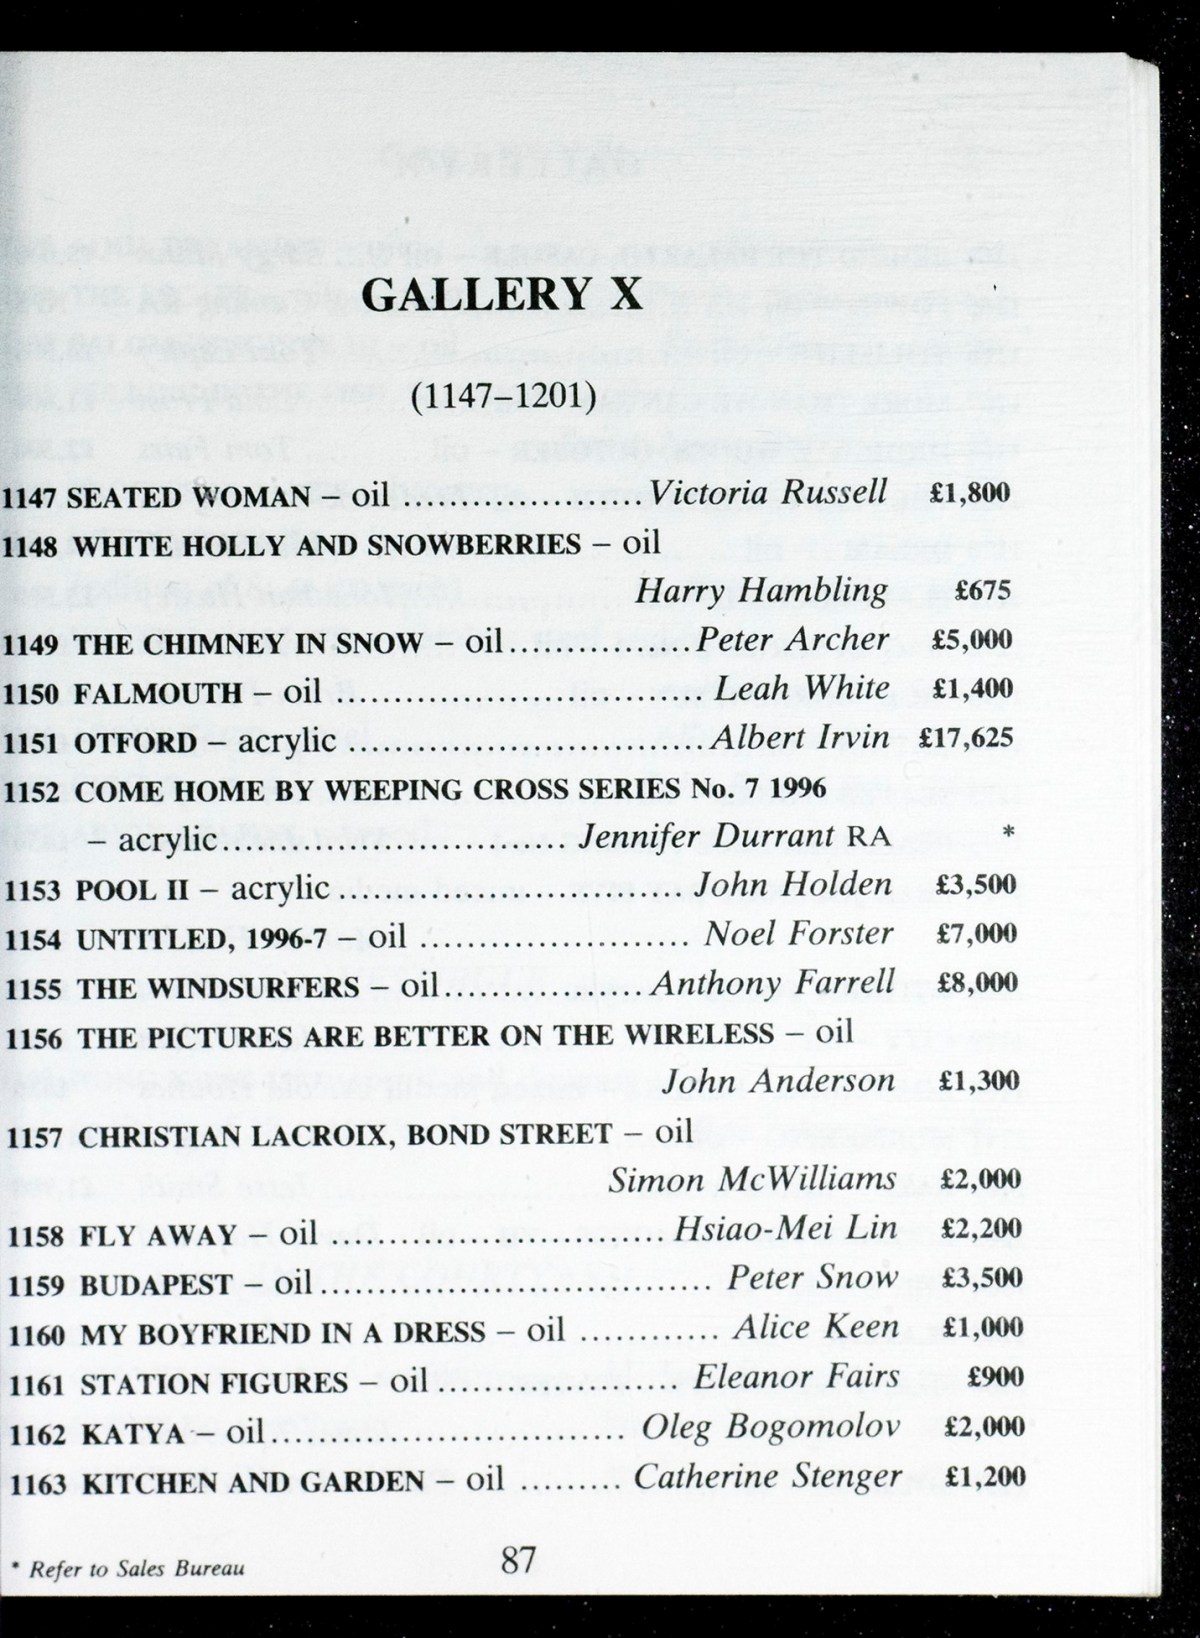 GALLERY X
(1147–1201)
1147 SEATED WOMAN – oil ........................ Victoria Russell £1,800
1148 WHITE HOLLY AND SNOWBERRIES – oil
Harry Hambling £675
1149 THE CHIMNEY IN SNOW – oil ................ Peter Archer £5,000
1150 FALMOUTH – oil ................................. Leah White £1,400
1151 OTFORD – acrylic ................................ Albert Irvin £17,625
1152 COME HOME BY WEEPING CROSS SERIES No. 7 1996
– acrylic ................................ Jennifer Durrant RA *
1153 POOL II – acrylic ................................ John Holden £3,500
1154 UNTITLED, 1996-7 – oil ........................ Noel Forster £7,000
1155 THE WINDSURFERS – oil .................. Anthony Farrell £8,000
1156 THE PICTURES ARE BETTER ON THE WIRELESS – oil
John Anderson £1,300
1157 CHRISTIAN LACROIX, BOND STREET – oil
Simon McWilliams £2,000
1158 FLY AWAY – oil .............................. Hsiao-Mei Lin £2,200
1159 BUDAPEST – oil ................................... Peter Snow £3,500
1160 MY BOYFRIEND IN A DRESS – oil ............ Alice Keen £1,000
1161 STATION FIGURES – oil ...................... Eleanor Fairs £900
1162 KATYA – oil ................................ Oleg Bogomolov £2,000
1163 KITCHEN AND GARDEN – oil ......... Catherine Stenger £1,200
* Refer to Sales Bureau
87